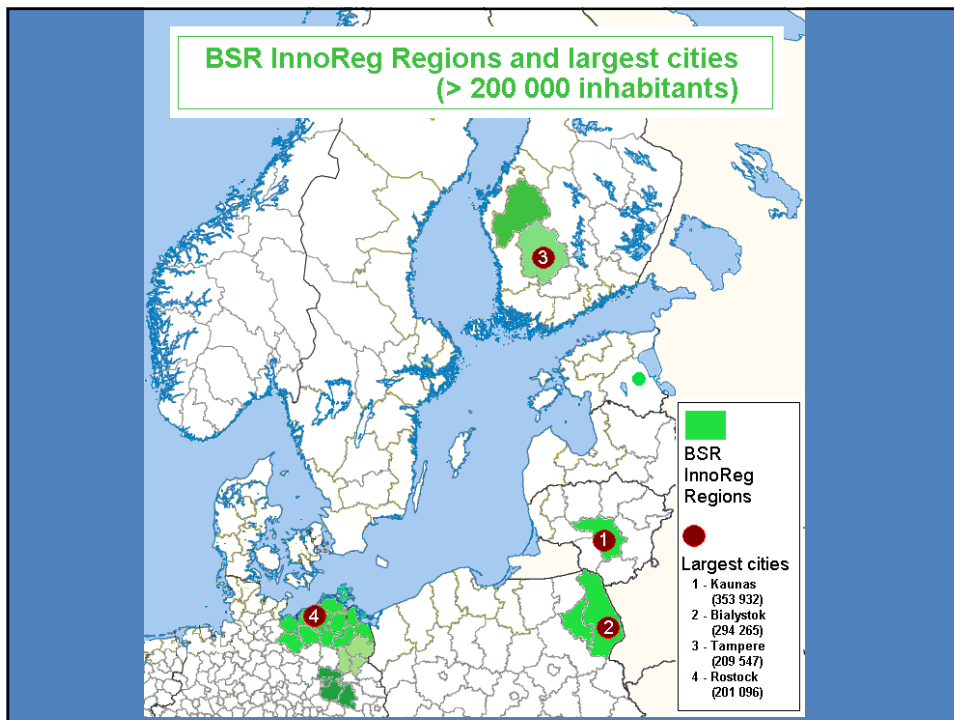 BSR InnoReg Regions and largest cities
(> 200 000 inhabitants)
3
1
2
4
BSR
InnoReg
Regions
Largest cities
1 - Kaunas
(353 932)
2 - Bialystok
(294 265)
3 - Tampere
(209 547)
4 - Rostock
(201 096)